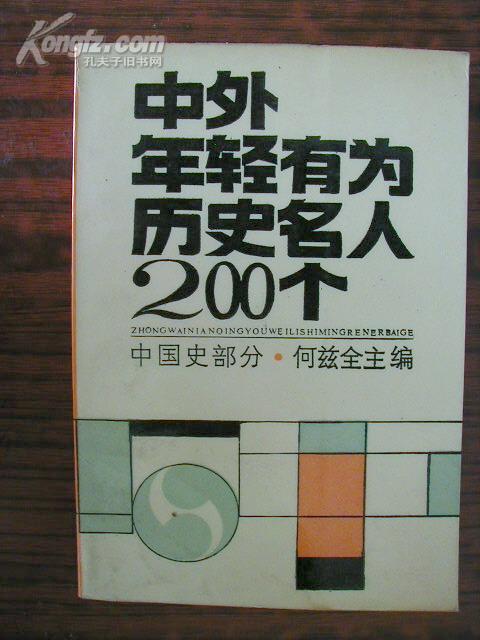 Kongfz.com
孔夫子旧书网
中外
年轻有为
历史名人
200个
ZHONGWAINIANQINGYOUWEILISHIMINGRENERBAIGE
中国史部分·何兹全主编